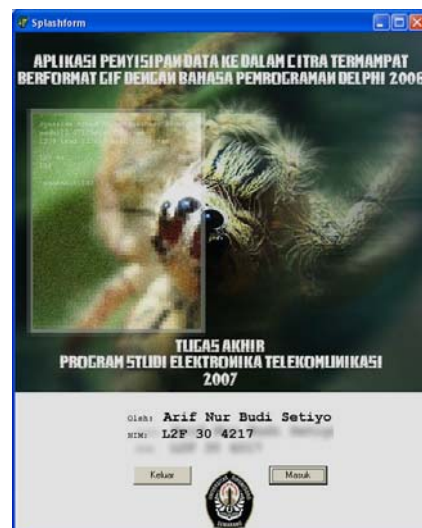 Splashform
APLIKASI PENYISIPAN DATA KE DALAM CITRA TERMAMPAT
BERFORMAT GIF DENGAN BAHASA PEMROGRAMAN DELPHI 2006
TUGAS AKHIR
PROGRAM STUDI ELEKTRONIKA TELEKOMUNIKASI
2007
Oleh: Arif Nur Budi Setiyo
NIM: L2F 30 4217
Keluar
Masuk